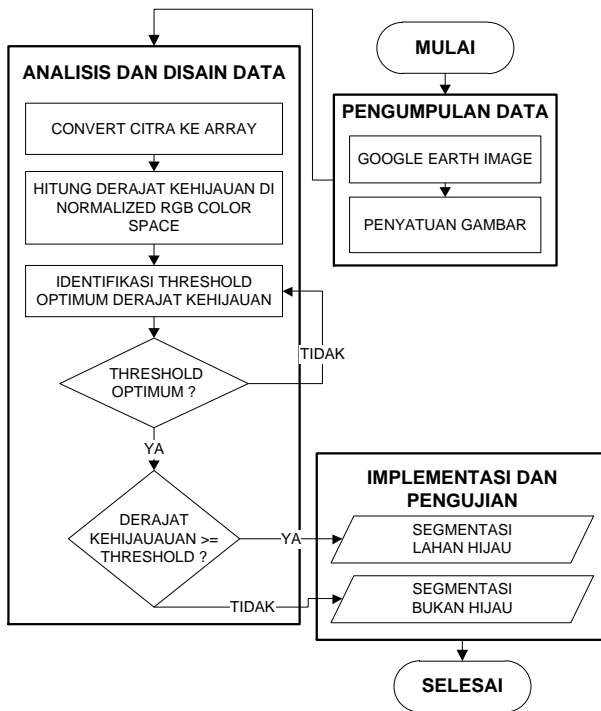 MULAI
PENGUMPULAN DATA
GOOGLE EARTH IMAGE
PENYATUAN GAMBAR
ANALISIS DAN DISAIN DATA
CONVERT CITRA KE ARRAY
HITUNG DERAJAT KEHIJAUAN DI
NORMALIZED RGB COLOR
SPACE
IDENTIFIKASI THRESHOLD
OPTIMUM DERAJAT KEHIJAUAN
TIDAK
THRESHOLD
OPTIMUM ?
YA
DERAJAT
KEHIJAUAUAN >=
THRESHOLD ?
YA
TIDAK
IMPLEMENTASI DAN
PENGUJIAN
SEGMENTASI
LAHAN HIJAU
SEGMENTASI
BUKAN HIJAU
SELESAI